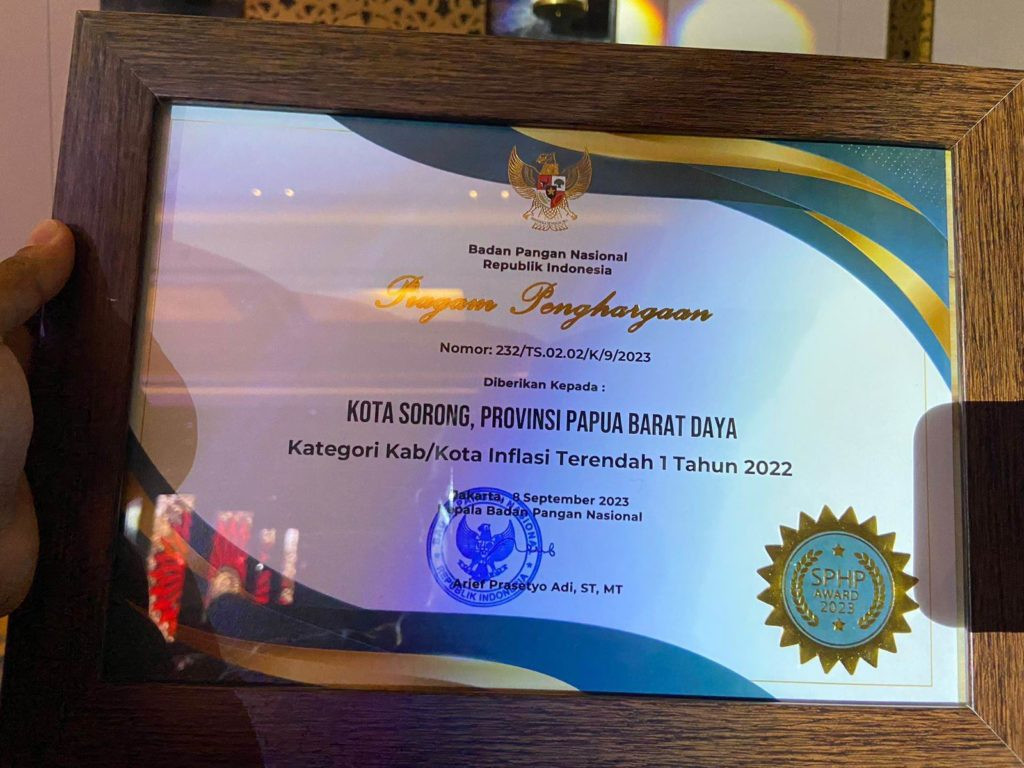 Badan Pangan Nasional
Republik Indonesia
Piagam Penghargaan
Nomor: 232/TS.02.02/K/9/2023
Diberikan Kepada :
KOTA SORONG, PROVINSI PAPUA BARAT DAYA
Kategori Kab/Kota Inflasi Terendah 1 Tahun 2022
Jakarta, 8 September 2023
Kepala Badan Pangan Nasional
Arief Prasetyo Adi, ST, MT
REPUBLIK INDONESIA
SPHP
AWARD
2023